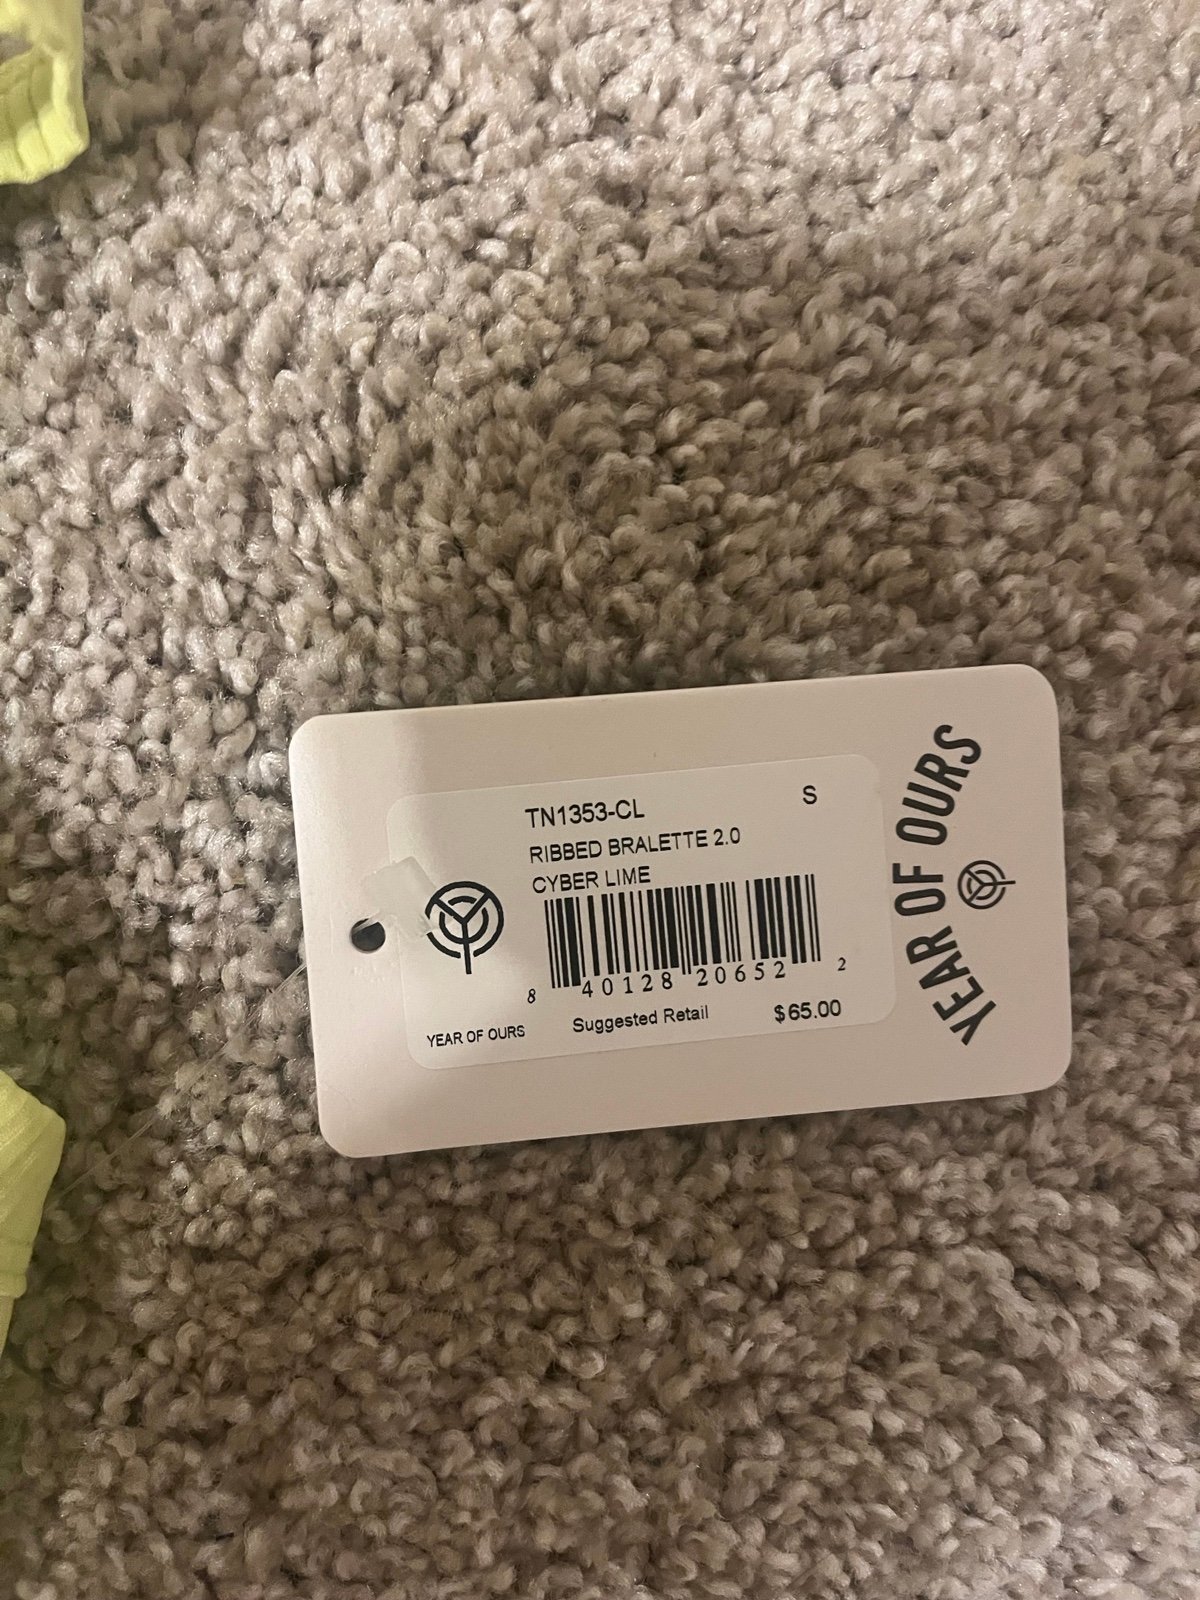 TN1353-CL S
RIBBED BRALETTE 2.0
CYBER LIME
8 40128 20652 2
YEAR OF OURS Suggested Retail $65.00
YEAR OF OURS